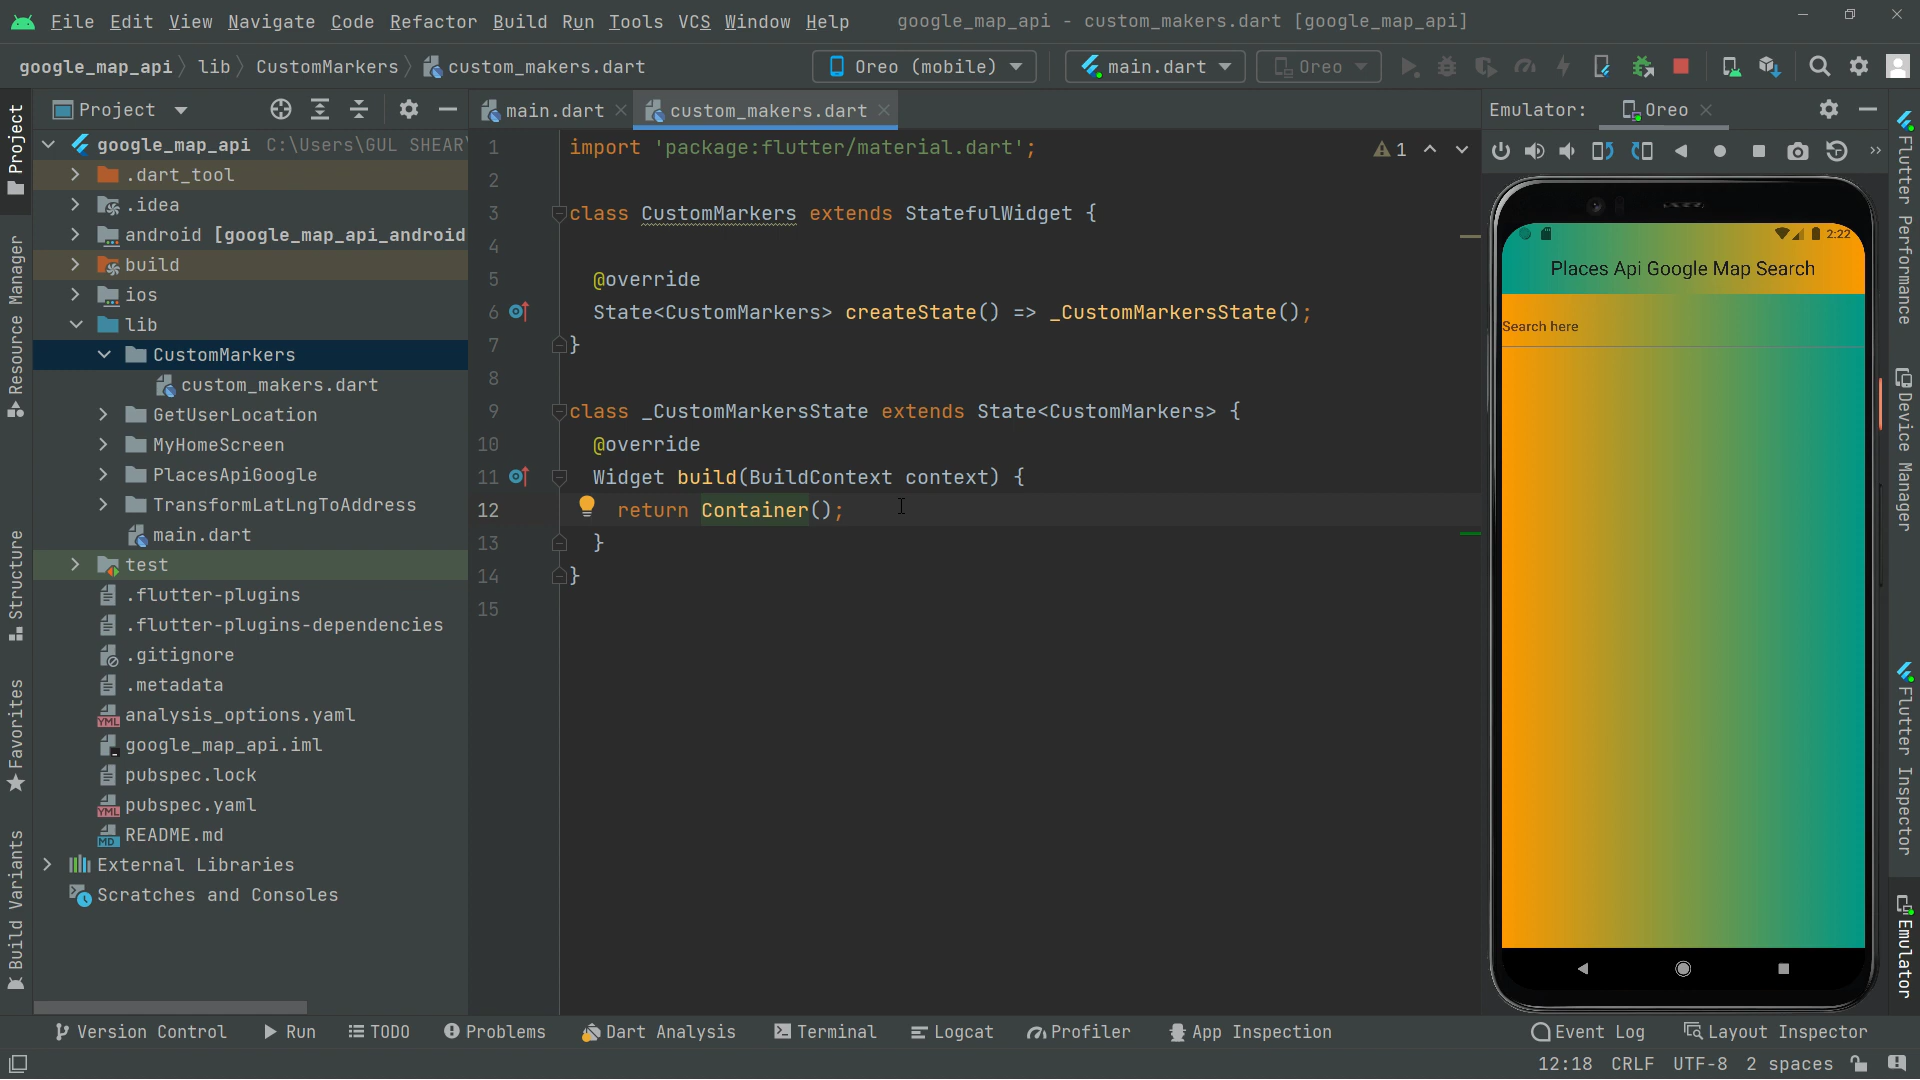 File Edit View Navigate Code Refactor Build Run Tools VCS Window Help google_map_api - custom_makers.dart [google_map_api]
google_map_api lib CustomMarkers custom_makers.dart Oreo (mobile) main.dart Oreo
Project
main.dart custom_makers.dart
Emulator: Oreo
google_map_api C:\Users\GUL SHEAR
.dart_tool
.idea
android [google_map_api_android
build
ios
lib
CustomMarkers
custom_makers.dart
GetUserLocation
MyHomeScreen
PlacesApiGoogle
TransformLatLngToAddress
main.dart
test
.flutter-plugins
.flutter-plugins-dependencies
.gitignore
.metadata
YML analysis_options.yaml
google_map_api.iml
pubspec.lock
YML pubspec.yaml
MD README.md
External Libraries
Scratches and Consoles
1 import 'package:flutter/material.dart'; 1
2
3 class CustomMarkers extends StatefulWidget {
4
5 @override
6 State<CustomMarkers> createState() => _CustomMarkersState();
7 }
8
9 class _CustomMarkersState extends State<CustomMarkers> {
10 @override
11 Widget build(BuildContext context) {
12 return Container();
13 }
14 }
15
2:22
Places Api Google Map Search
Search here
Project
Resource Manager
Structure
Favorites
Build Variants
Flutter Performance
Device Manager
Flutter Inspector
Emulator
Version Control Run TODO Problems Dart Analysis Terminal Logcat Profiler App Inspection Event Log Layout Inspector
12:18 CRLF UTF-8 2 spaces